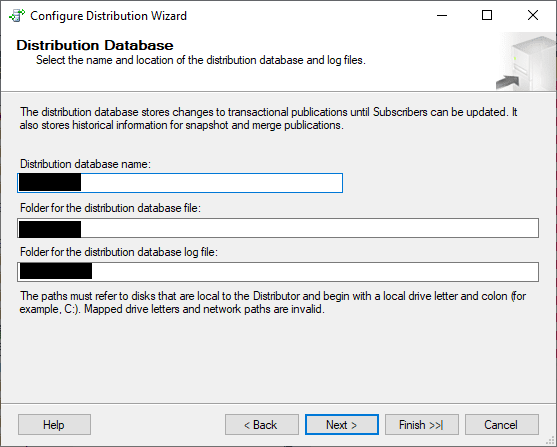 Configure Distribution Wizard
Distribution Database
Select the name and location of the distribution database and log files.
The distribution database stores changes to transactional publications until Subscribers can be updated. It
also stores historical information for snapshot and merge publications.
Distribution database name:
Folder for the distribution database file:
Folder for the distribution database log file:
The paths must refer to disks that are local to the Distributor and begin with a local drive letter and colon (for
example, C:). Mapped drive letters and network paths are invalid.
Help
< Back
Next >
Finish >>|
Cancel